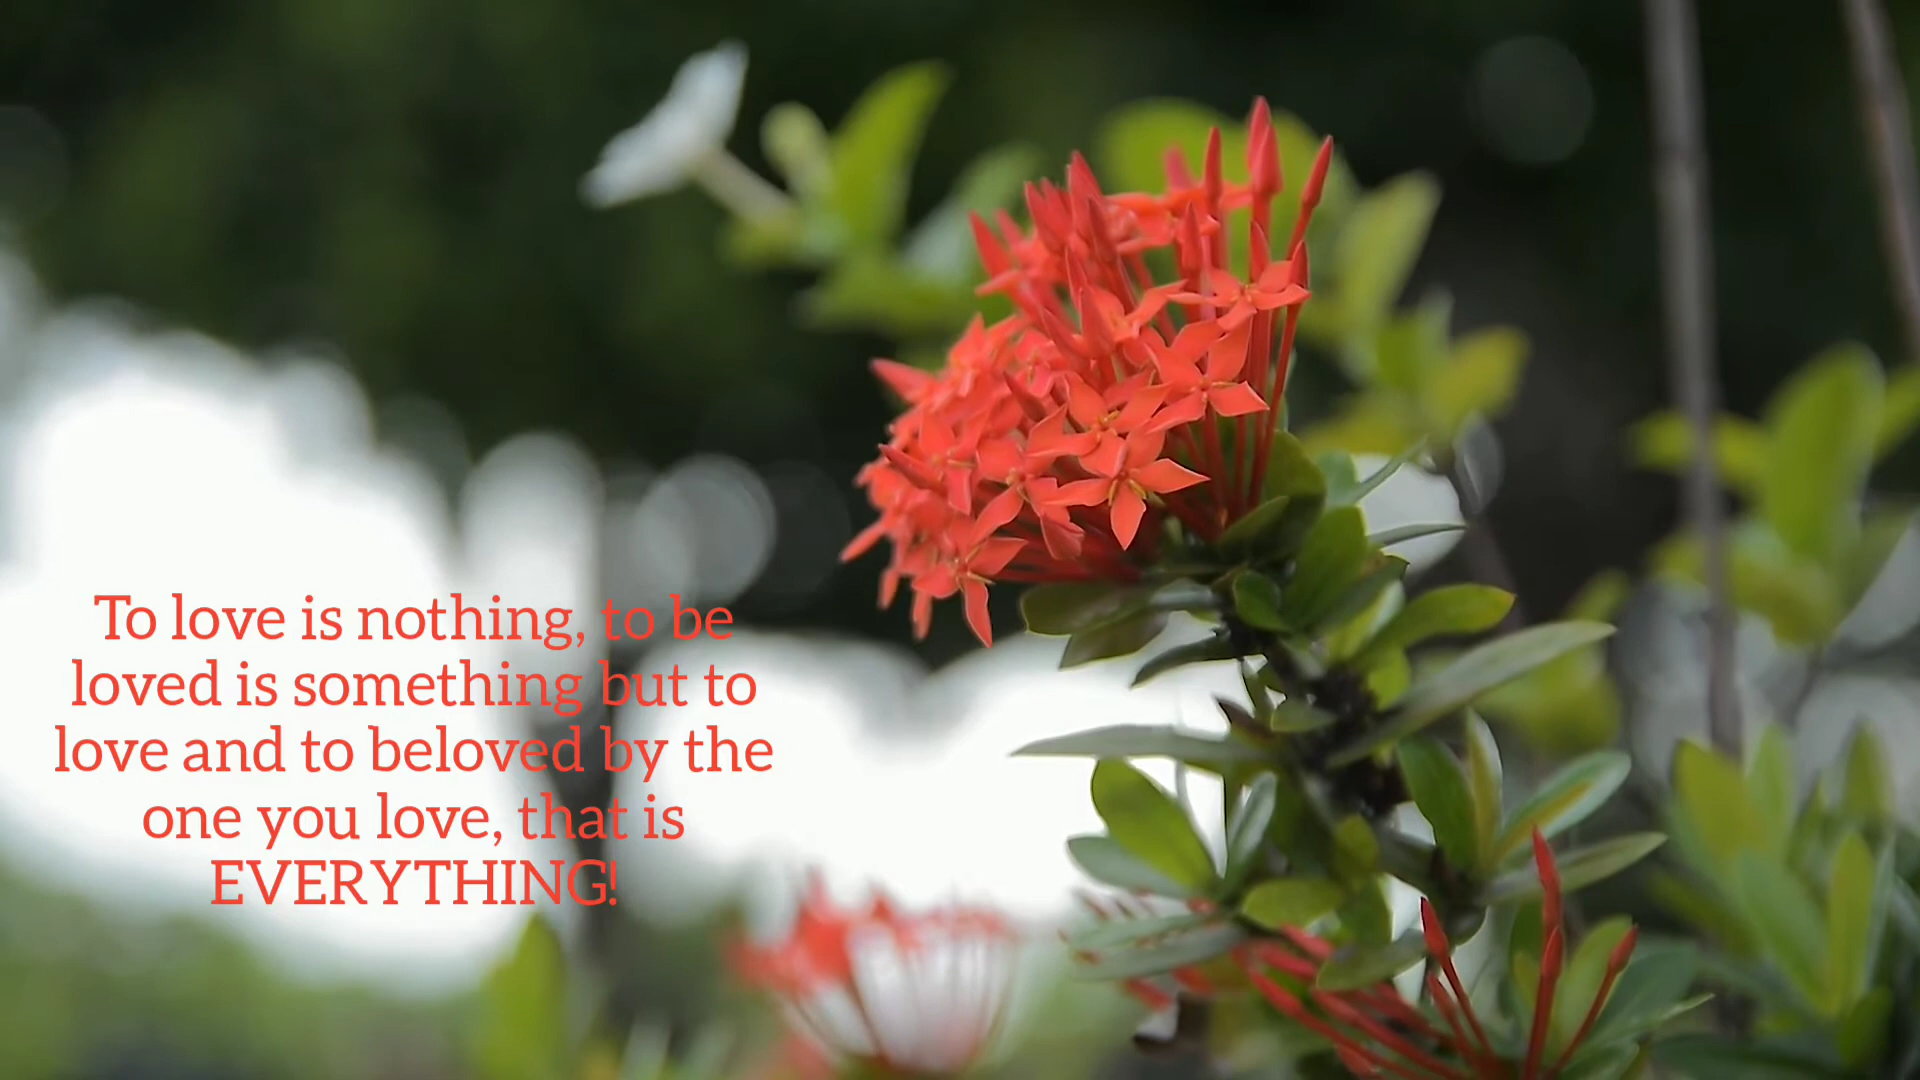 To love is nothing, to be
loved is something but to
love and to beloved by the
one you love, that is
EVERYTHING!